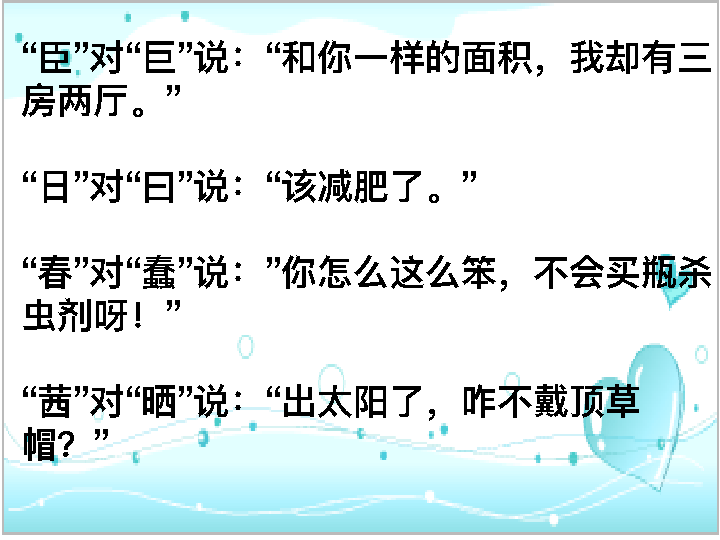 “臣”对“巨”说：“和你一样的面积，我却有三
房两厅。”
“日”对“曰”说：“该减肥了。”
“春”对“蠢”说：”你怎么这么笨，不会买瓶杀
虫剂呀！”
“茜”对“晒”说：“出太阳了，咋不戴顶草
帽？”